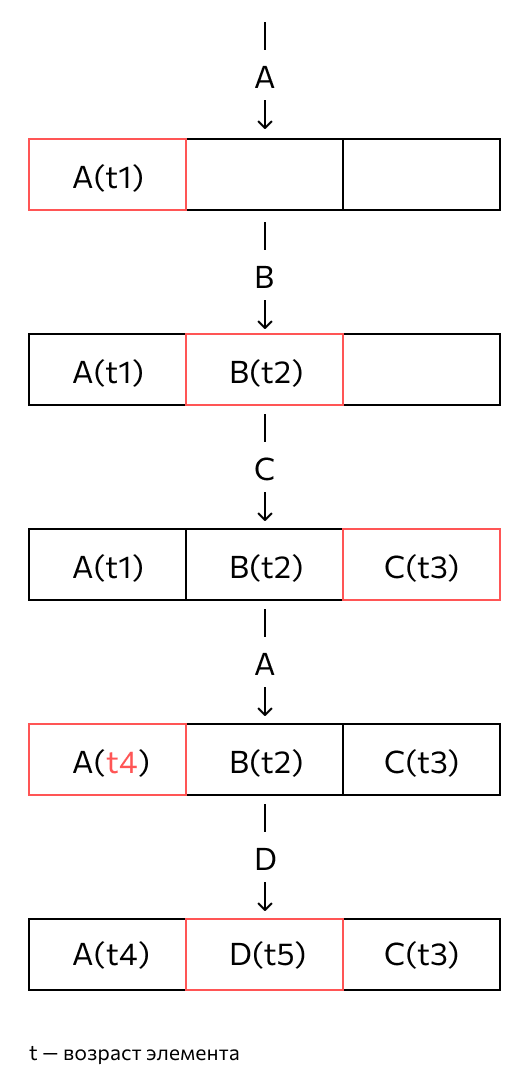 A
A(t1)
B
A(t1) B(t2)
C
A(t1) B(t2) C(t3)
A
A(t4) B(t2) C(t3)
D
A(t4) D(t5) C(t3)
t — возраст элемента